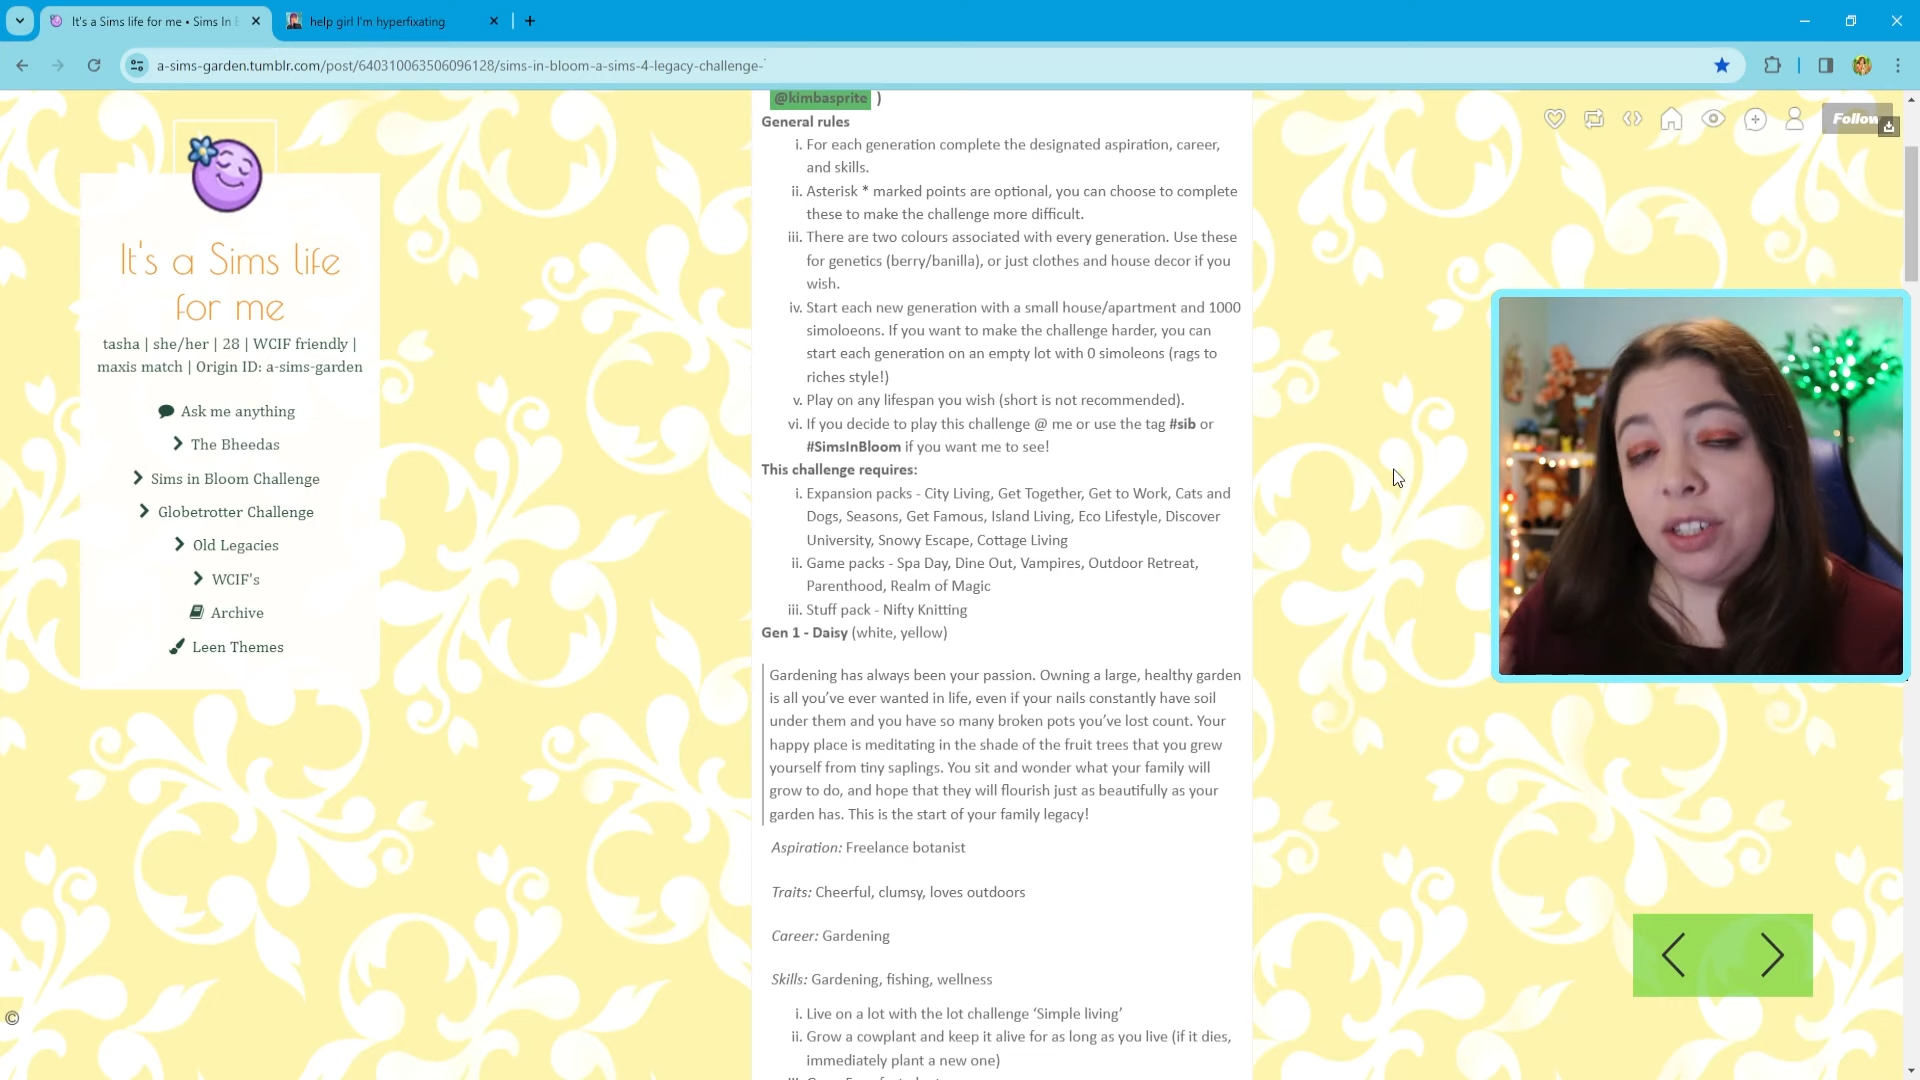 It's a Sims life for me • Sims In
help girl I'm hyperfixating
a-sims-garden.tumblr.com/post/640310063506096128/sims-in-bloom-a-sims-4-legacy-challenge-
Follow
It's a Sims life
for me
tasha | she/her | 28 | WCIF friendly |
maxis match | Origin ID: a-sims-garden
Ask me anything
The Bheedas
Sims in Bloom Challenge
Globetrotter Challenge
Old Legacies
WCIF's
Archive
Leen Themes
©
@kimbasprite )
General rules
i. For each generation complete the designated aspiration, career,
and skills.
ii. Asterisk * marked points are optional, you can choose to complete
these to make the challenge more difficult.
iii. There are two colours associated with every generation. Use these
for genetics (berry/banilla), or just clothes and house decor if you
wish.
iv. Start each new generation with a small house/apartment and 1000
simoloeons. If you want to make the challenge harder, you can
start each generation on an empty lot with 0 simoleons (rags to
riches style!)
v. Play on any lifespan you wish (short is not recommended).
vi. If you decide to play this challenge @ me or use the tag #sib or
#SimsInBloom if you want me to see!
This challenge requires:
i. Expansion packs - City Living, Get Together, Get to Work, Cats and
Dogs, Seasons, Get Famous, Island Living, Eco Lifestyle, Discover
University, Snowy Escape, Cottage Living
ii. Game packs - Spa Day, Dine Out, Vampires, Outdoor Retreat,
Parenthood, Realm of Magic
iii. Stuff pack - Nifty Knitting
Gen 1 - Daisy (white, yellow)
Gardening has always been your passion. Owning a large, healthy garden
is all you've ever wanted in life, even if your nails constantly have soil
under them and you have so many broken pots you've lost count. Your
happy place is meditating in the shade of the fruit trees that you grew
yourself from tiny saplings. You sit and wonder what your family will
grow to do, and hope that they will flourish just as beautifully as your
garden has. This is the start of your family legacy!
Aspiration: Freelance botanist
Traits: Cheerful, clumsy, loves outdoors
Career: Gardening
Skills: Gardening, fishing, wellness
i. Live on a lot with the lot challenge 'Simple living'
ii. Grow a cowplant and keep it alive for as long as you live (if it dies,
immediately plant a new one)